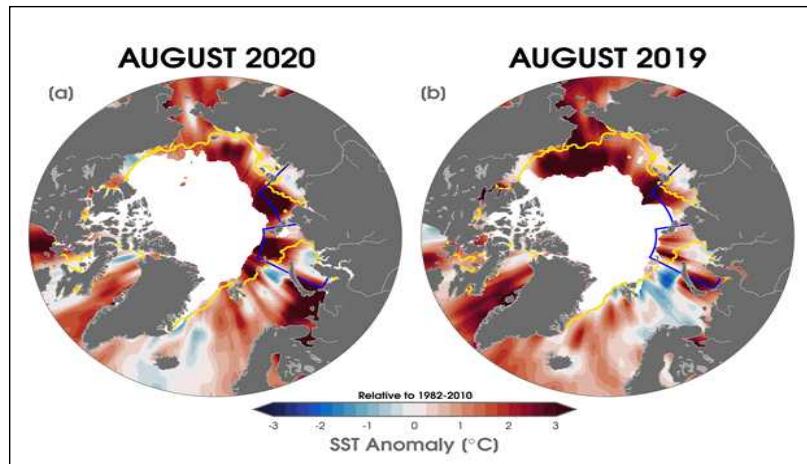 AUGUST 2020
AUGUST 2019
(a)
(b)
Relative to 1982-2010
-3 -2 -1 0 1 2 3
SST Anomaly [°C]